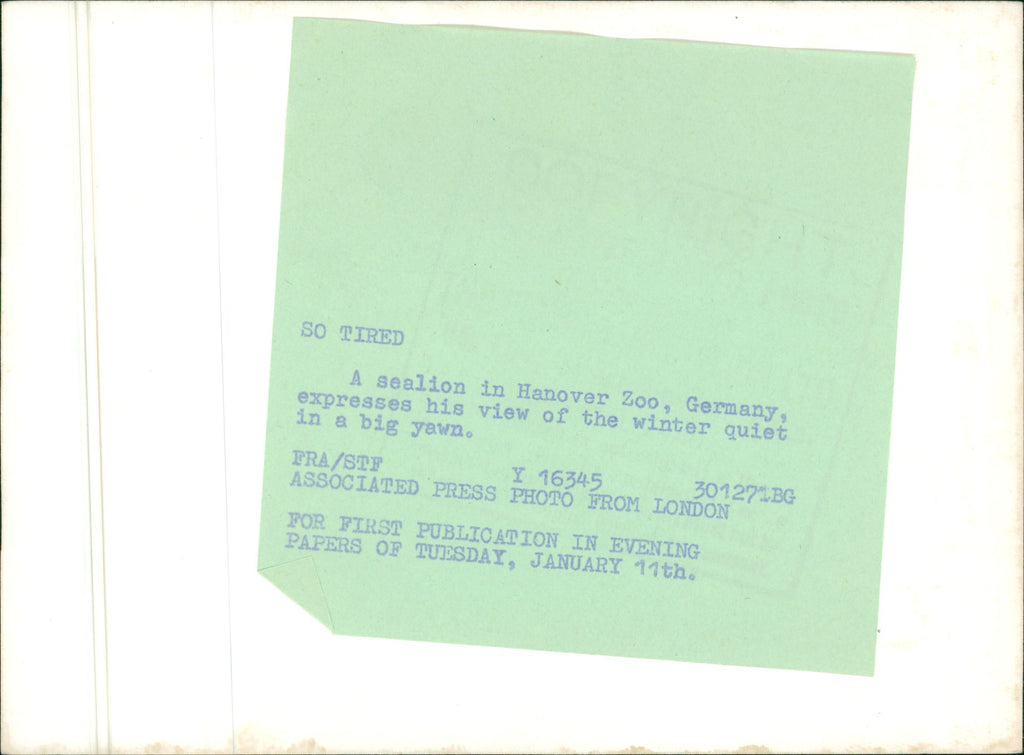 SO TIRED
A sealion in Hanover Zoo, Germany,
expresses his view of the winter quiet
in a big yawn.
FRA/STF Y 16345 301271BG
ASSOCIATED PRESS PHOTO FROM LONDON
FOR FIRST PUBLICATION IN EVENING
PAPERS OF TUESDAY, JANUARY 11th.